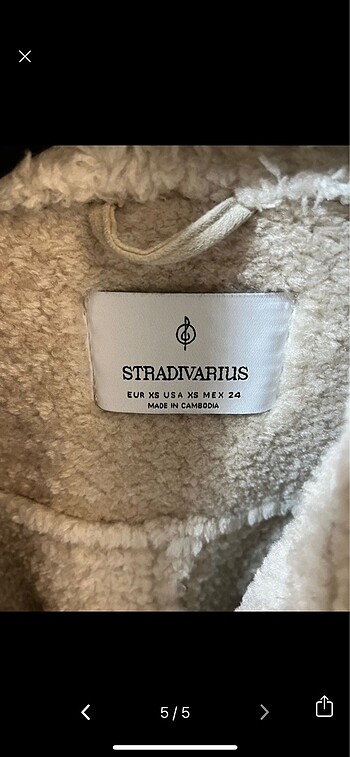 STRADIVARIUS
EUR XS USA XS MEX 24
MADE IN CAMBODIA
5/5